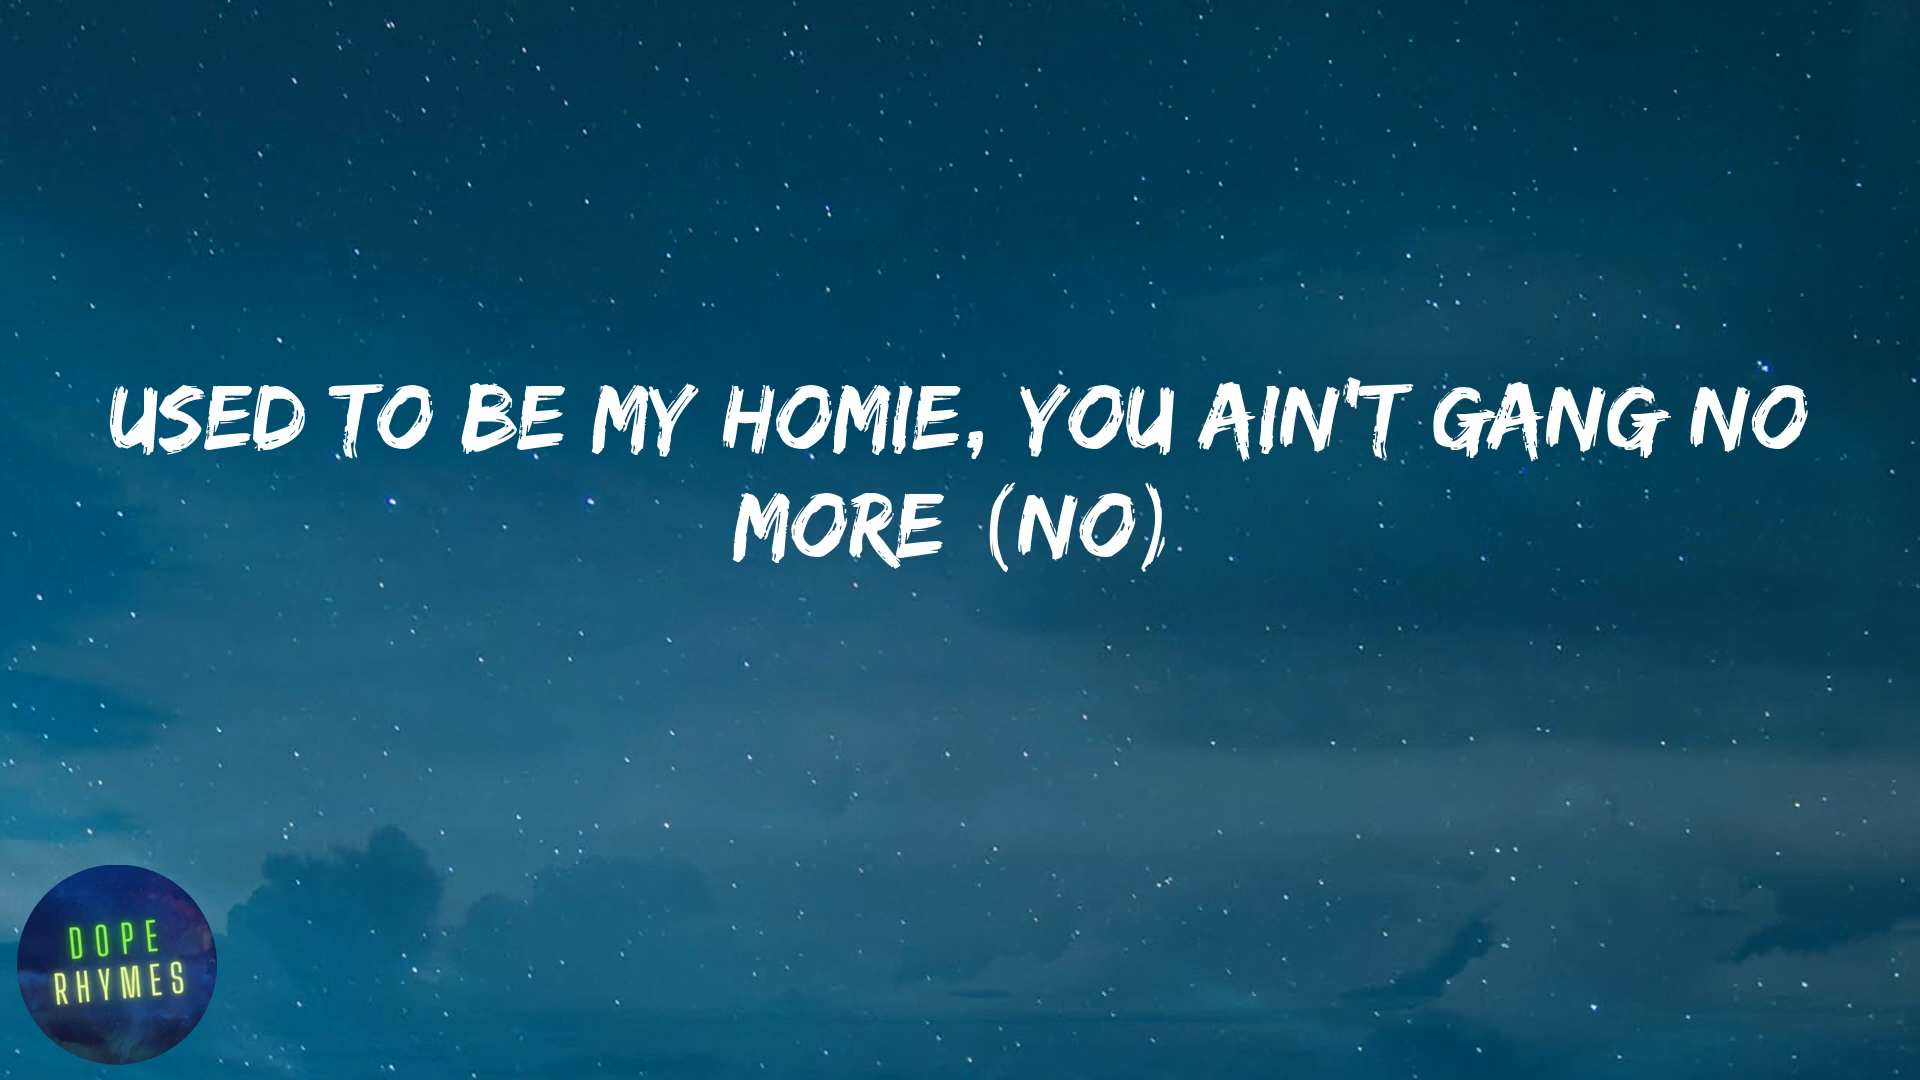 USED TO BE MY HOMIE, YOU AIN'T GANG NO
MORE (NO)
DOPE
RHYMES